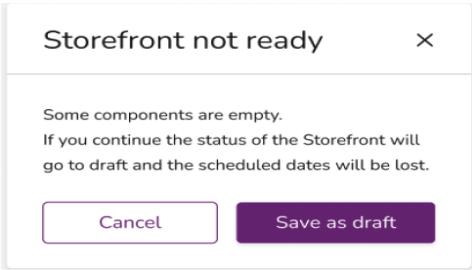 Storefront not ready
Some components are empty.
If you continue the status of the Storefront will
go to draft and the scheduled dates will be lost.
Cancel
Save as draft